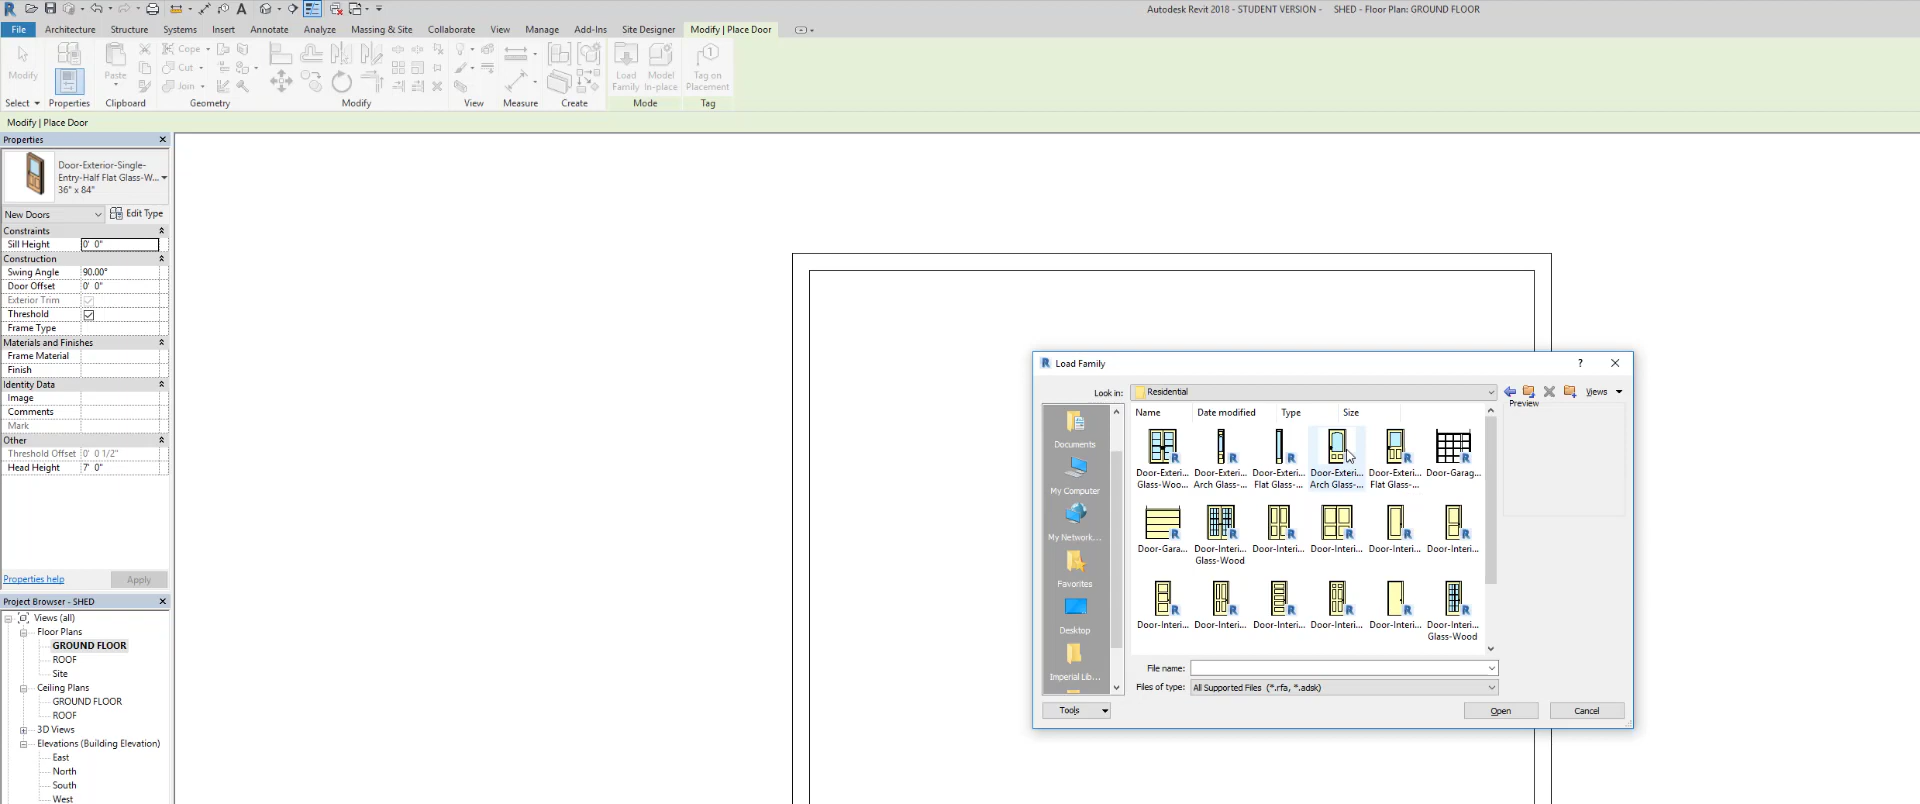 Autodesk Revit 2018 - STUDENT VERSION - SHED - Floor Plan: GROUND FLOOR
File Architecture Structure Systems Insert Annotate Analyze Massing & Site Collaborate View Manage Add-Ins Site Designer Modify | Place Door
Modify
Paste
Cope
Cut
Join
Load Family
Model In-place
Tag on Placement
Select Properties Clipboard Geometry Modify View Measure Create Mode Tag
Modify | Place Door
Properties
Door-Exterior-Single-
Entry-Half Flat Glass-W...
36" x 84"
New Doors Edit Type
Constraints
Sill Height 0' 0"
Construction
Swing Angle 90.00°
Door Offset 0' 0"
Exterior Trim
Threshold
Frame Type
Materials and Finishes
Frame Material
Finish
Identity Data
Image
Comments
Mark
Other
Threshold Offset 0' 0 1/2"
Head Height 7' 0"
Properties help Apply
Project Browser - SHED
Views (all)
Floor Plans
GROUND FLOOR
ROOF
Site
Ceiling Plans
GROUND FLOOR
ROOF
3D Views
Elevations (Building Elevation)
East
North
South
West
Load Family ?
Look in: Residential Views
Preview
Documents
My Computer
My Network...
Favorites
Desktop
Imperial Lib...
Name Date modified Type Size
Door-Exteri... Door-Exteri... Door-Exteri... Door-Exteri... Door-Exteri... Door-Garag...
Glass-Woo... Arch Glass-... Flat Glass-... Arch Glass-... Flat Glass-...
Door-Gara... Door-Interi... Door-Interi... Door-Interi... Door-Interi... Door-Interi...
Glass-Wood
Door-Interi... Door-Interi... Door-Interi... Door-Interi... Door-Interi... Door-Interi...
Glass-Wood
File name:
Files of type: All Supported Files (*.rfa, *.adsk)
Tools Open Cancel